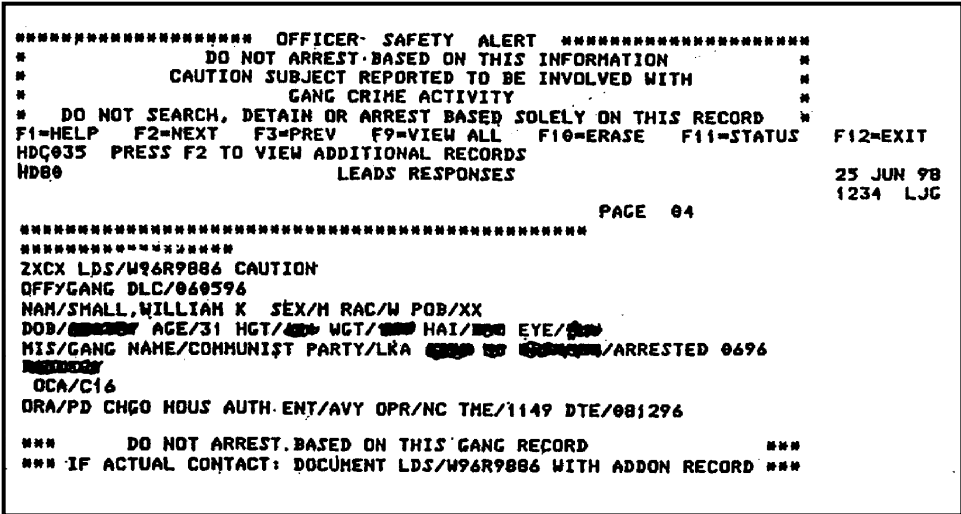 ******************** OFFICER- SAFETY ALERT *********************
* DO NOT ARREST BASED ON THIS INFORMATION *
* CAUTION SUBJECT REPORTED TO BE INVOLVED WITH *
* GANG CRIME ACTIVITY *
* DO NOT SEARCH, DETAIN OR ARREST BASED SOLELY ON THIS RECORD *
F1=HELP F2=NEXT F3=PREV F9=VIEW ALL F10=ERASE F11=STATUS F12=EXIT
HDC035 PRESS F2 TO VIEW ADDITIONAL RECORDS
HD80 LEADS RESPONSES 25 JUN 98
1234 LJG
PAGE 04
**************************************************
*******************
ZXCX LDS/W96R9886 CAUTION
OFF/GANG DLC/060596
NAM/SMALL,WILLIAM K SEX/M RAC/W POB/XX
DOB/ AGE/31 HGT/ WGT/ HAI/ EYE/
MIS/GANG NAME/COMMUNIST PARTY/LKA /ARRESTED 0696
OCA/C16
ORA/PD CHGO HOUS AUTH ENT/AVY OPR/NC TME/1149 DTE/081296
*** DO NOT ARREST BASED ON THIS GANG RECORD ***
*** IF ACTUAL CONTACT: DOCUMENT LDS/W96R9886 WITH ADDON RECORD ***